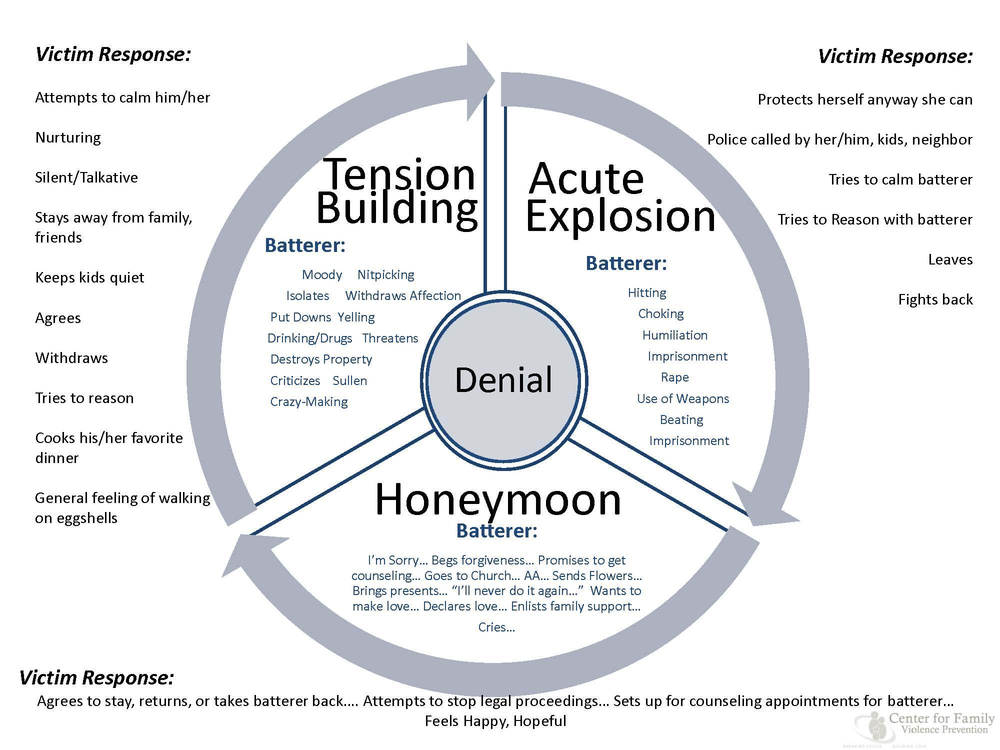 Victim Response:
Attempts to calm him/her
Nurturing
Silent/Talkative
Stays away from family,
friends
Keeps kids quiet
Agrees
Withdraws
Tries to reason
Cooks his/her favorite
dinner
General feeling of walking
on eggshells
Tension
Building
Batterer:
Moody Nitpicking
Isolates Withdraws Affection
Put Downs Yelling
Drinking/Drugs Threatens
Destroys Property
Criticizes Sullen
Crazy-Making
Acute
Explosion
Batterer:
Hitting
Choking
Humiliation
Imprisonment
Rape
Use of Weapons
Beating
Imprisonment
Victim Response:
Protects herself anyway she can
Police called by her/him, kids, neighbor
Tries to calm batterer
Tries to Reason with batterer
Leaves
Fights back
Denial
Honeymoon
Batterer:
I’m Sorry… Begs forgiveness… Promises to get
counseling… Goes to Church… AA… Sends Flowers…
Brings presents… “I’ll never do it again…” Wants to
make love… Declares love… Enlists family support…
Cries…
Victim Response:
Agrees to stay, returns, or takes batterer back…. Attempts to stop legal proceedings… Sets up for counseling appointments for batterer…
Feels Happy, Hopeful
Center for Family
Violence Prevention
BREAKING CYCLES BUILDING LIVES